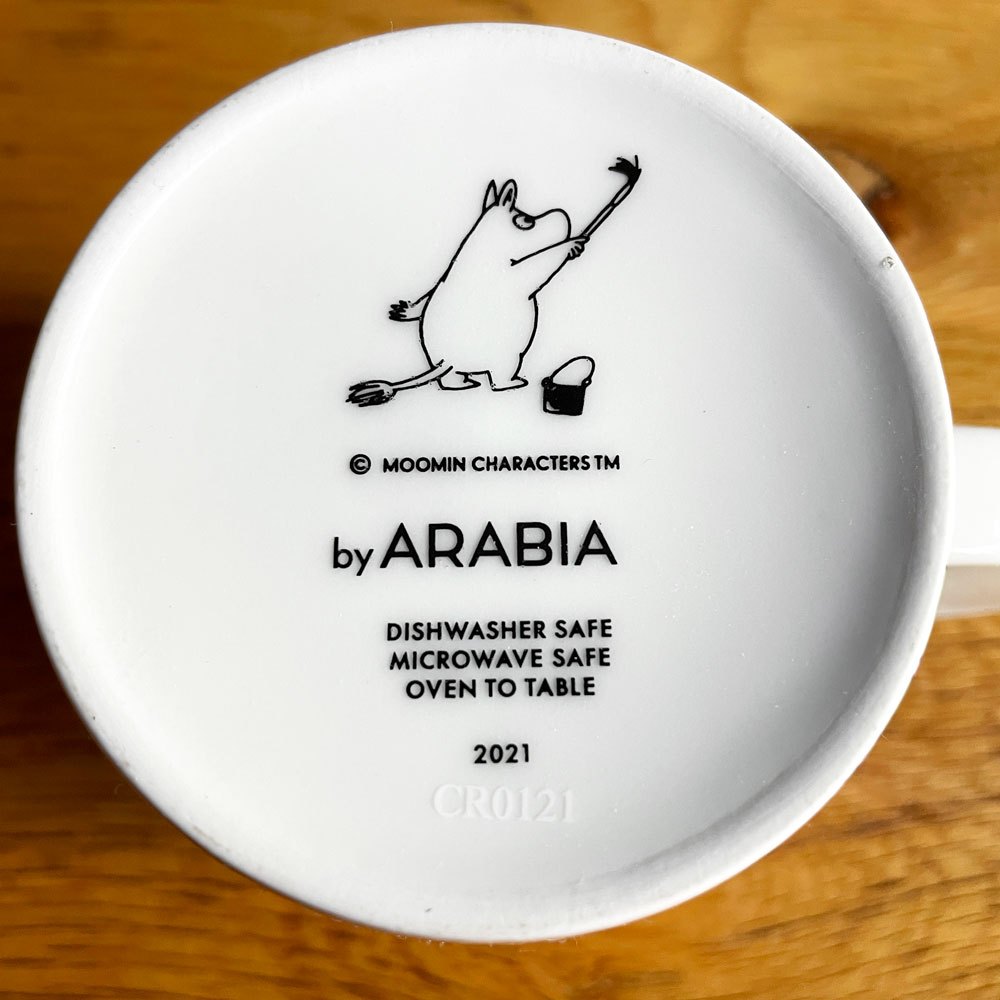 © MOOMIN CHARACTERS TM
by ARABIA
DISHWASHER SAFE
MICROWAVE SAFE
OVEN TO TABLE
2021
CR0121